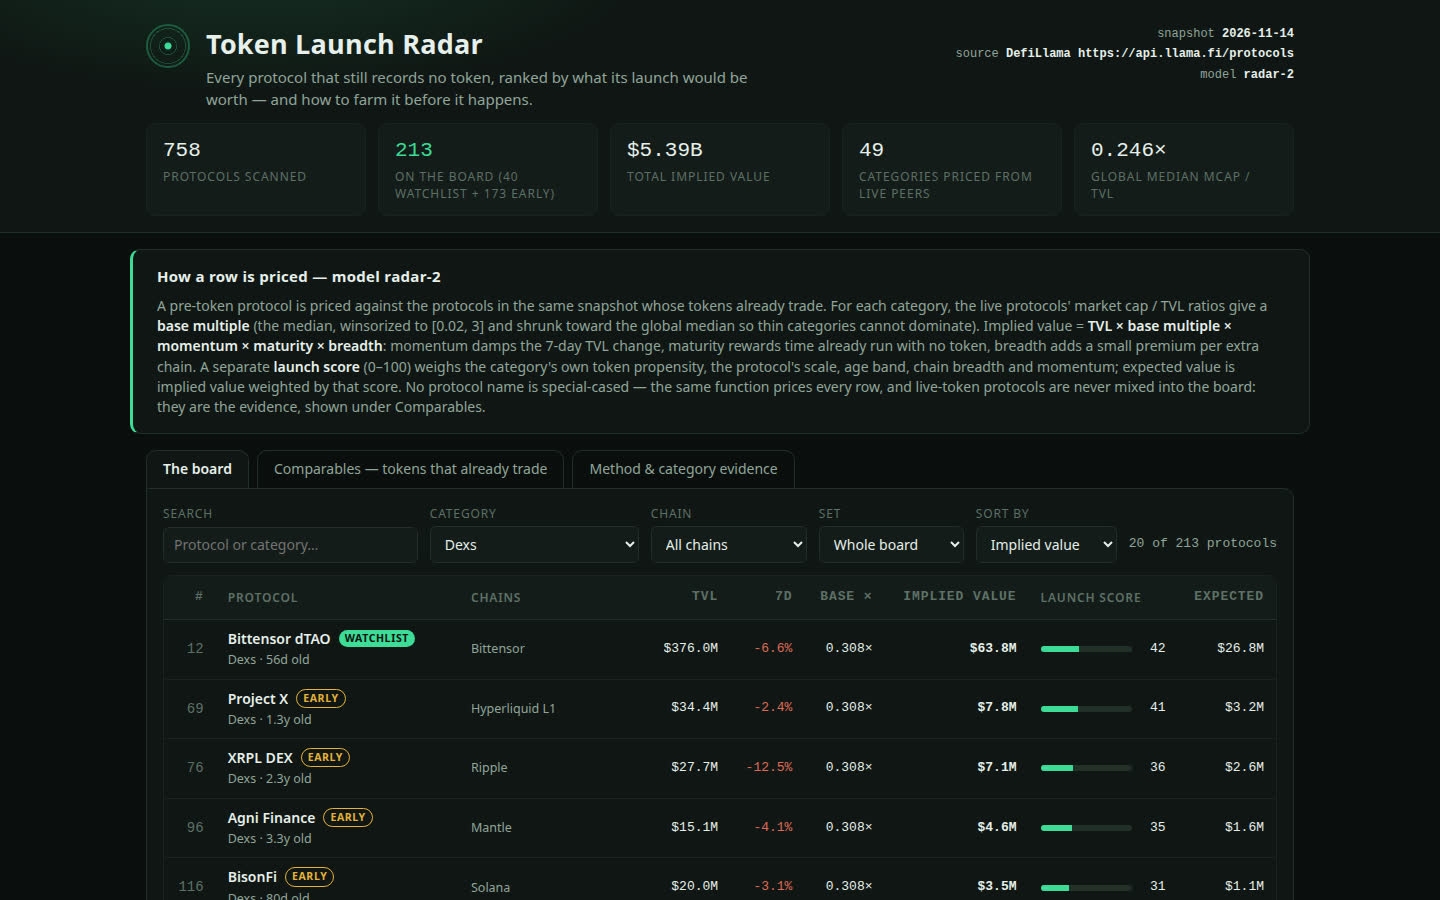 Token Launch Radar
Every protocol that still records no token, ranked by what its launch would be
worth — and how to farm it before it happens.
snapshot 2026-11-14
source DefiLlama https://api.llama.fi/protocols
model radar-2
758
PROTOCOLS SCANNED
213
ON THE BOARD (40
WATCHLIST + 173 EARLY)
$5.39B
TOTAL IMPLIED VALUE
49
CATEGORIES PRICED FROM
LIVE PEERS
0.246×
GLOBAL MEDIAN MCAP /
TVL
How a row is priced — model radar-2
A pre-token protocol is priced against the protocols in the same snapshot whose tokens already trade. For each category, the live protocols' market cap / TVL ratios give a
base multiple (the median, winsorized to [0.02, 3] and shrunk toward the global median so thin categories cannot dominate). Implied value = TVL × base multiple ×
momentum × maturity × breadth: momentum damps the 7-day TVL change, maturity rewards time already run with no token, breadth adds a small premium per extra
chain. A separate launch score (0–100) weighs the category's own token propensity, the protocol's scale, age band, chain breadth and momentum; expected value is
implied value weighted by that score. No protocol name is special-cased — the same function prices every row, and live-token protocols are never mixed into the board:
they are the evidence, shown under Comparables.
The board
Comparables — tokens that already trade
Method & category evidence
SEARCH
CATEGORY
CHAIN
SET
SORT BY
Protocol or category...
Dexs
All chains
Whole board
Implied value
20 of 213 protocols
# PROTOCOL CHAINS TVL 7D BASE × IMPLIED VALUE LAUNCH SCORE EXPECTED
12 Bittensor dTAO WATCHLIST Bittensor $376.0M -6.6% 0.308× $63.8M 42 $26.8M
Dexs · 56d old
69 Project X EARLY Hyperliquid L1 $34.4M -2.4% 0.308× $7.8M 41 $3.2M
Dexs · 1.3y old
76 XRPL DEX EARLY Ripple $27.7M -12.5% 0.308× $7.1M 36 $2.6M
Dexs · 2.3y old
96 Agni Finance EARLY Mantle $15.1M -4.1% 0.308× $4.6M 35 $1.6M
Dexs · 3.3y old
116 BisonFi EARLY Solana $20.0M -3.1% 0.308× $3.5M 31 $1.1M
Dexs · 80d old